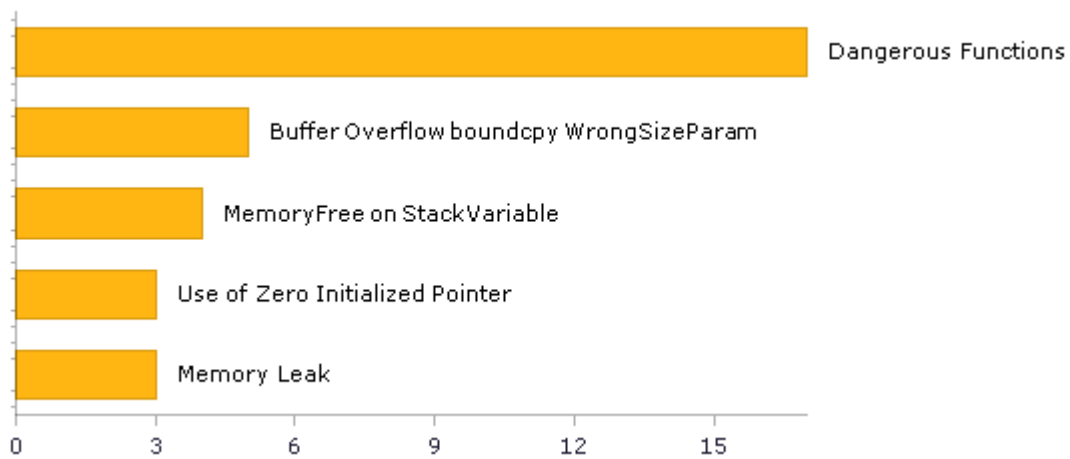 Dangerous Functions
Buffer Overflow boundcpy WrongSizeParam
MemoryFree on StackVariable
Use of Zero Initialized Pointer
Memory Leak
0 3 6 9 12 15